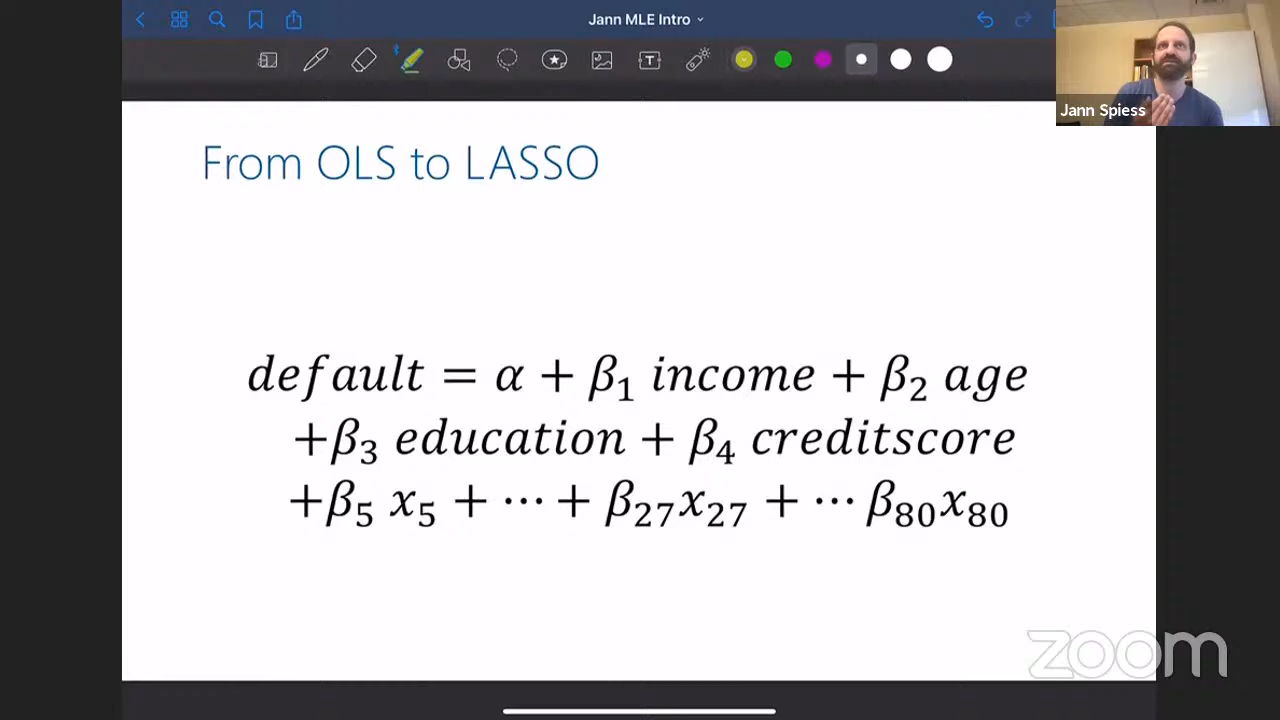 Jann MLE Intro
T
Jann Spiess
From OLS to LASSO
default = α + β₁ income + β₂ age
+β₃ education + β₄ creditscore
+β₅ x₅ + ⋯ + β₂₇x₂₇ + ⋯ β₈₀x₈₀
zoom